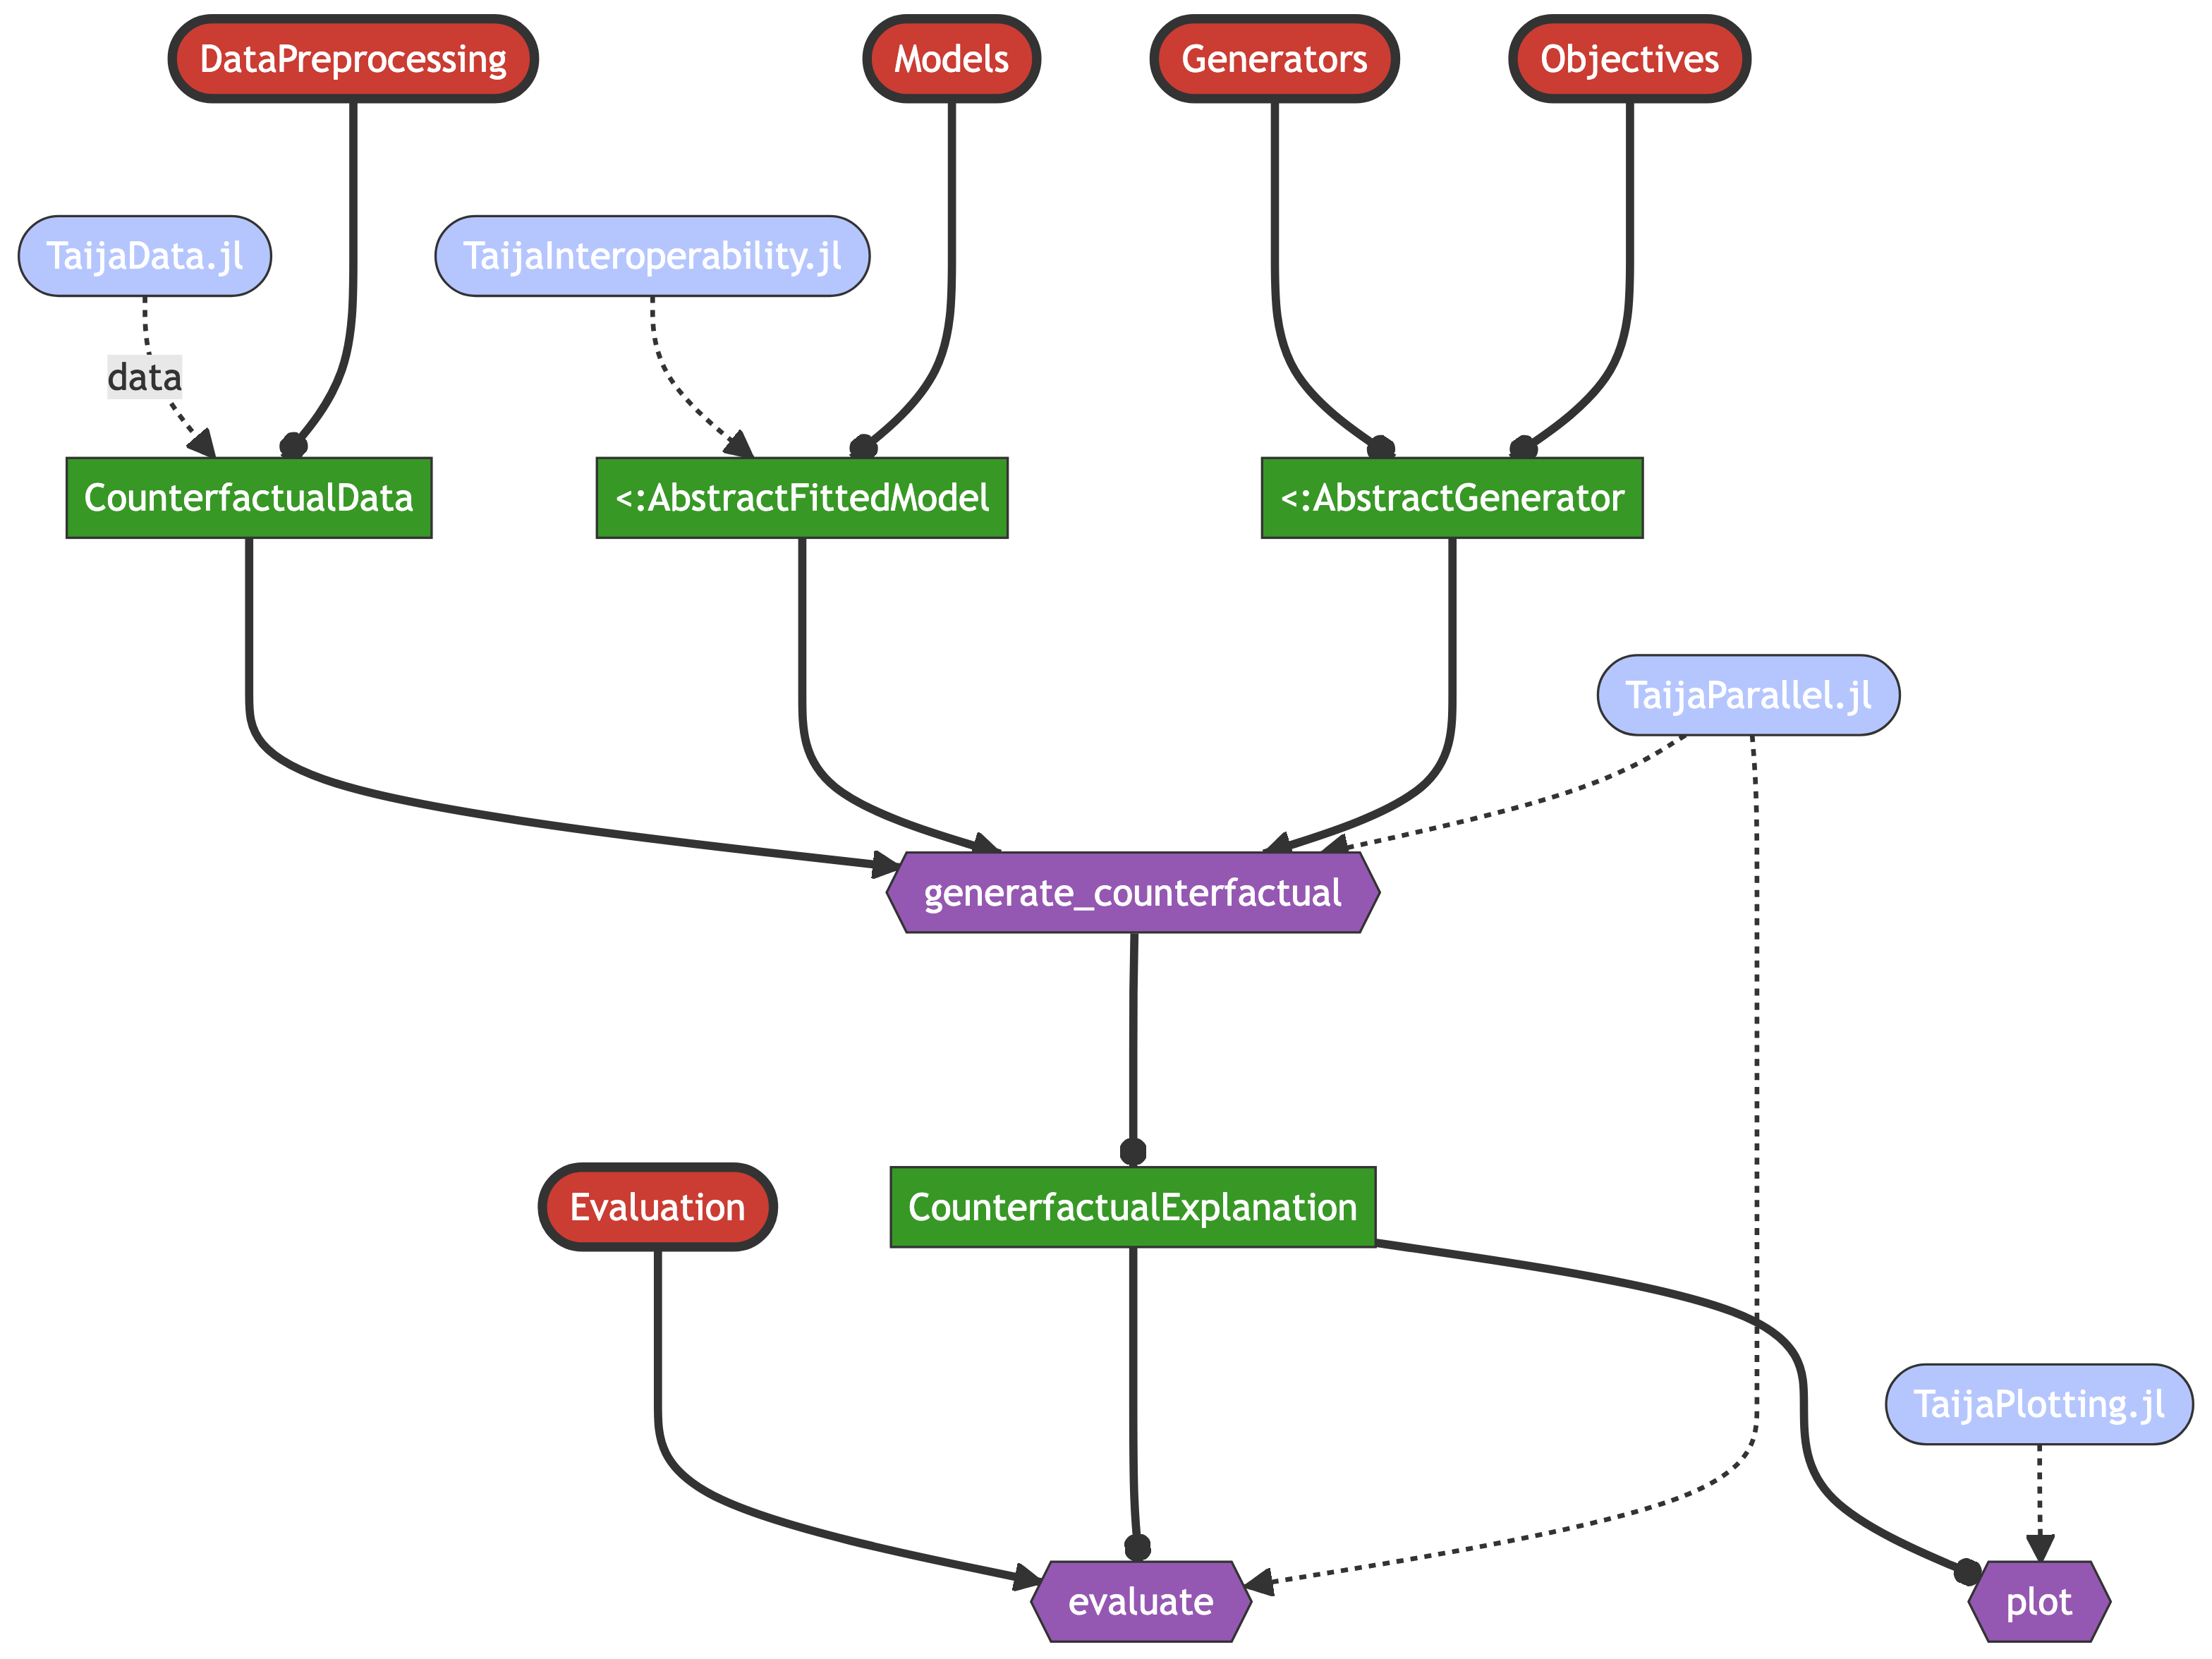 DataPreprocessing
Models
Generators
Objectives
TaijaData.jl
TaijaInteroperability.jl
data
CounterfactualData
<:AbstractFittedModel
<:AbstractGenerator
TaijaParallel.jl
generate_counterfactual
Evaluation
CounterfactualExplanation
TaijaPlotting.jl
evaluate
plot